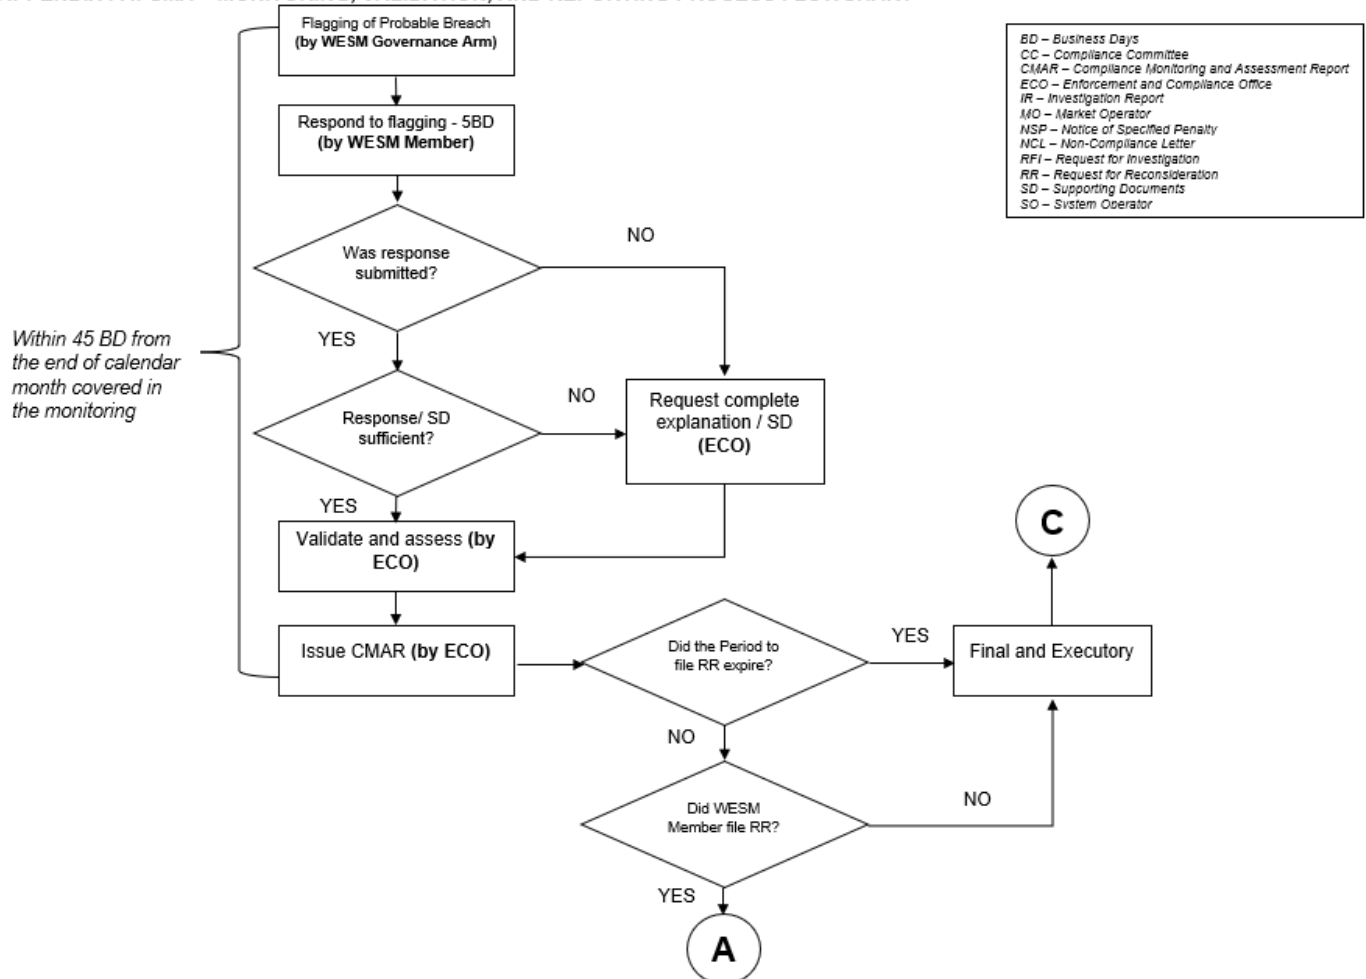 Flagging of Probable Breach
(by WESM Governance Arm)
BD – Business Days
CC – Compliance Committee
CMAR – Compliance Monitoring and Assessment Report
ECO – Enforcement and Compliance Office
IR – Investigation Report
MO – Market Operator
NSP – Notice of Specified Penalty
NCL – Non-Compliance Letter
RFI – Request for Investigation
RR – Request for Reconsideration
SD – Supporting Documents
SO – System Operator
Respond to flagging - 5BD
(by WESM Member)
Was response
submitted?
NO
YES
Within 45 BD from
the end of calendar
month covered in
the monitoring
Response/ SD
sufficient?
NO
Request complete
explanation / SD
(ECO)
YES
Validate and assess (by
ECO)
C
Issue CMAR (by ECO)
Did the Period to
file RR expire?
YES
Final and Executory
NO
Did WESM
Member file RR?
NO
YES
A